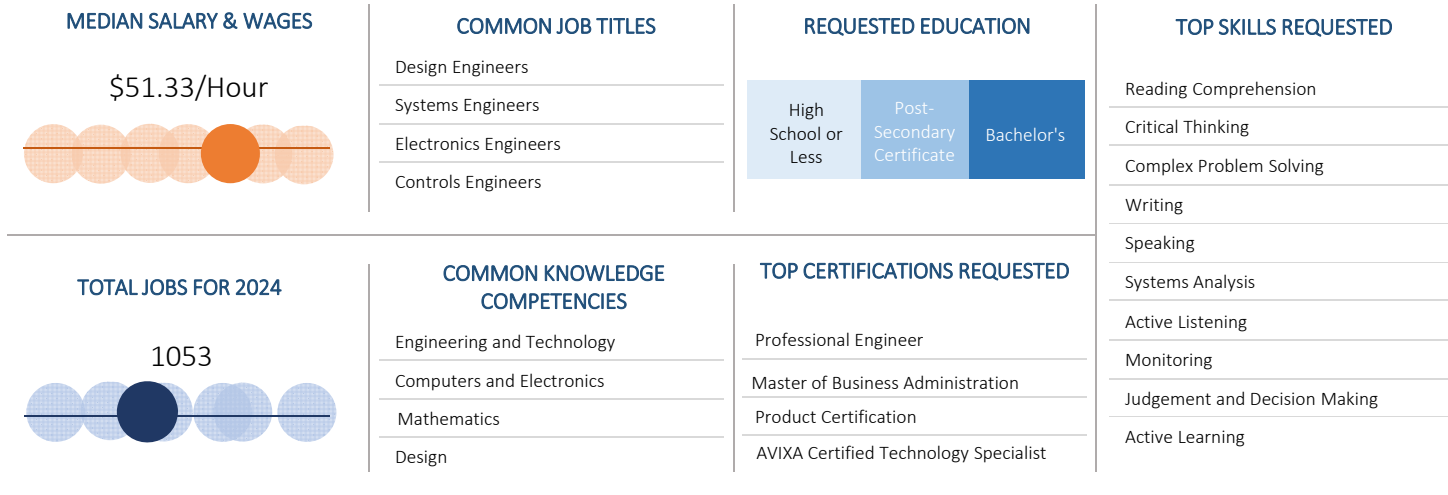 MEDIAN SALARY & WAGES
$51.33/Hour
COMMON JOB TITLES
Design Engineers
Systems Engineers
Electronics Engineers
Controls Engineers
REQUESTED EDUCATION
High
School or
Less
Post-
Secondary
Certificate
Bachelor's
TOTAL JOBS FOR 2024
1053
COMMON KNOWLEDGE
COMPETENCIES
Engineering and Technology
Computers and Electronics
Mathematics
Design
TOP CERTIFICATIONS REQUESTED
Professional Engineer
Master of Business Administration
Product Certification
AVIXA Certified Technology Specialist
TOP SKILLS REQUESTED
Reading Comprehension
Critical Thinking
Complex Problem Solving
Writing
Speaking
Systems Analysis
Active Listening
Monitoring
Judgement and Decision Making
Active Learning